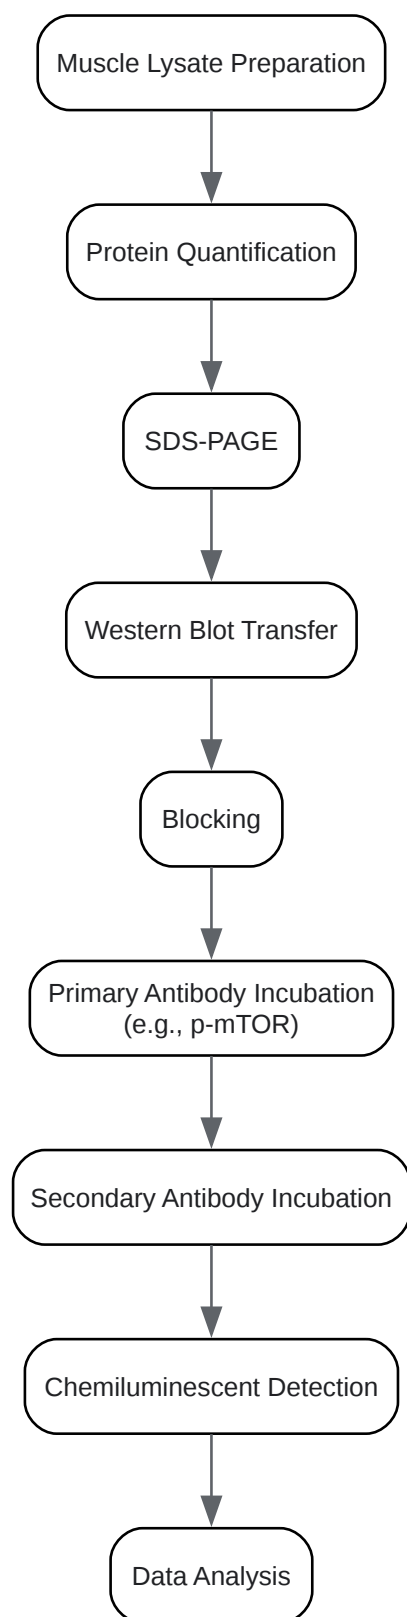 Muscle Lysate Preparation
Protein Quantification
SDS-PAGE
Western Blot Transfer
Blocking
Primary Antibody Incubation
(e.g., p-mTOR)
Secondary Antibody Incubation
Chemiluminescent Detection
Data Analysis